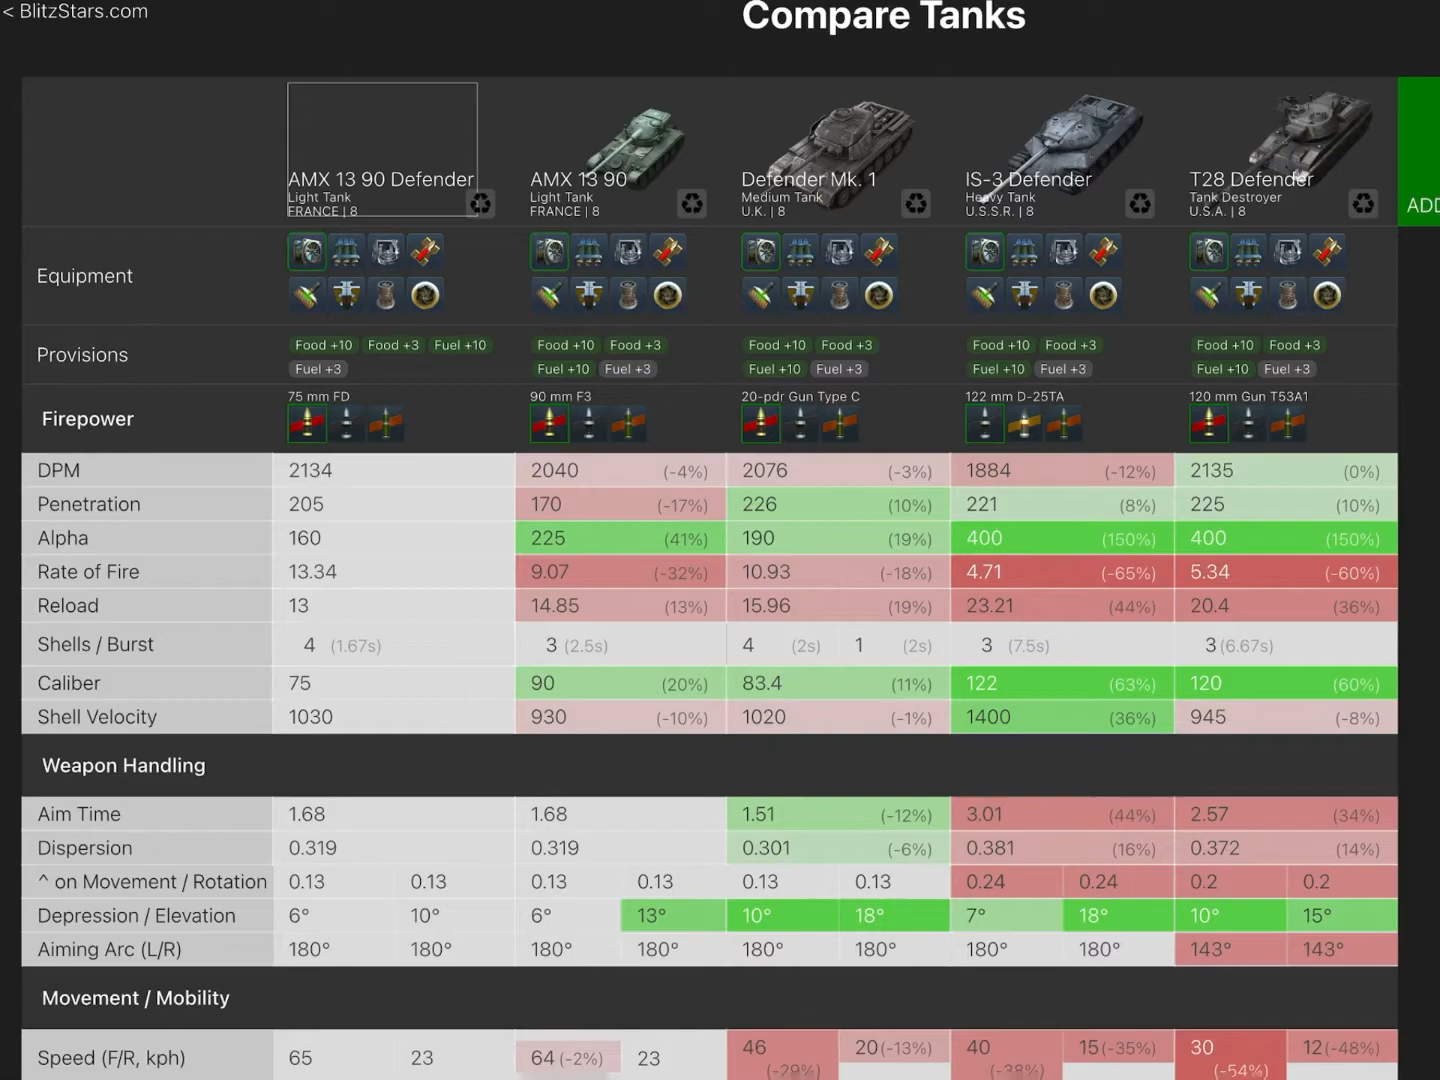 < BlitzStars.com
Compare Tanks
AMX 13 90 Defender
Light Tank
FRANCE | 8
AMX 13 90
Light Tank
FRANCE | 8
Defender Mk. 1
Medium Tank
U.K. | 8
IS-3 Defender
Heavy Tank
U.S.S.R. | 8
T28 Defender
Tank Destroyer
U.S.A. | 8
ADD
Equipment
Provisions
Food +10 Food +3 Fuel +10
Fuel +3
Food +10 Food +3
Fuel +10 Fuel +3
Food +10 Food +3
Fuel +10 Fuel +3
Food +10 Food +3
Fuel +10 Fuel +3
Food +10 Food +3
Fuel +10 Fuel +3
Firepower
75 mm FD
90 mm F3
20-pdr Gun Type C
122 mm D-25TA
120 mm Gun T53A1
DPM 2134 2040 (-4%) 2076 (-3%) 1884 (-12%) 2135 (0%)
Penetration 205 170 (-17%) 226 (10%) 221 (8%) 225 (10%)
Alpha 160 225 (41%) 190 (19%) 400 (150%) 400 (150%)
Rate of Fire 13.34 9.07 (-32%) 10.93 (-18%) 4.71 (-65%) 5.34 (-60%)
Reload 13 14.85 (13%) 15.96 (19%) 23.21 (44%) 20.4 (36%)
Shells / Burst 4 (1.67s) 3 (2.5s) 4 (2s) 1 (2s) 3 (7.5s) 3 (6.67s)
Caliber 75 90 (20%) 83.4 (11%) 122 (63%) 120 (60%)
Shell Velocity 1030 930 (-10%) 1020 (-1%) 1400 (36%) 945 (-8%)
Weapon Handling
Aim Time 1.68 1.68 1.51 (-12%) 3.01 (44%) 2.57 (34%)
Dispersion 0.319 0.319 0.301 (-6%) 0.381 (16%) 0.372 (14%)
^ on Movement / Rotation 0.13 0.13 0.13 0.13 0.13 0.13 0.24 0.24 0.2 0.2
Depression / Elevation 6° 10° 6° 13° 10° 18° 7° 18° 10° 15°
Aiming Arc (L/R) 180° 180° 180° 180° 180° 180° 180° 180° 143° 143°
Movement / Mobility
Speed (F/R, kph) 65 23 64 (-2%) 23 46 (-29%) 20 (-13%) 40 (-38%) 15 (-35%) 30 (-54%) 12 (-48%)